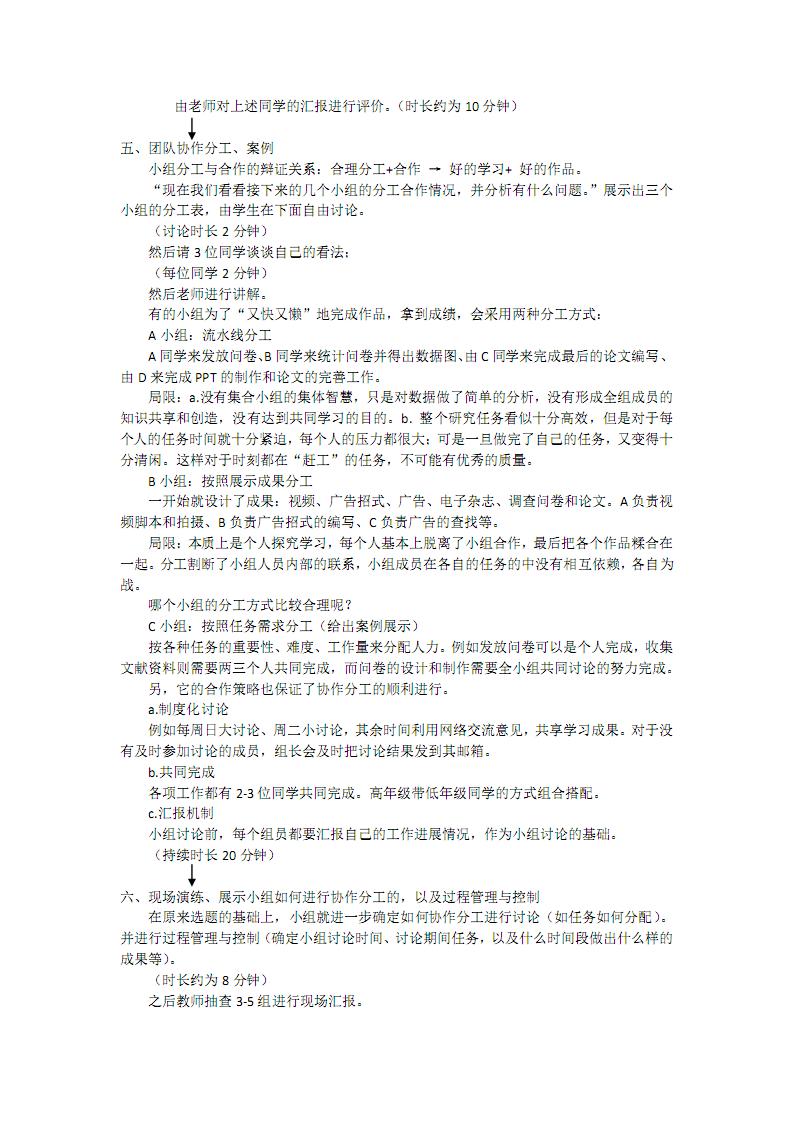 由老师对上述同学的汇报进行评价。（时长约为 10 分钟）
五、团队协作分工、案例
小组分工与合作的辩证关系：合理分工+合作 → 好的学习+ 好的作品。
“现在我们看看接下来的几个小组的分工合作情况，并分析有什么问题。”展示出三个
小组的分工表，由学生在下面自由讨论。
（讨论时长 2 分钟）
然后请 3 位同学谈谈自己的看法；
（每位同学 2 分钟）
然后老师进行讲解。
有的小组为了“又快又懒”地完成作品，拿到成绩，会采用两种分工方式：
A 小组：流水线分工
A 同学来发放问卷、B 同学来统计问卷并得出数据图、由 C 同学来完成最后的论文编写、
由 D 来完成 PPT 的制作和论文的完善工作。
局限：a.没有集合小组的集体智慧，只是对数据做了简单的分析，没有形成全组成员的
知识共享和创造，没有达到共同学习的目的。b. 整个研究任务看似十分高效，但是对于每
个人的任务时间就十分紧迫，每个人的压力都很大；可是一旦做完了自己的任务，又变得十
分清闲。这样对于时刻都在“赶工”的任务，不可能有优秀的质量。
B 小组：按照展示成果分工
一开始就设计了成果：视频、广告招式、广告、电子杂志、调查问卷和论文。A 负责视
频脚本和拍摄、B 负责广告招式的编写、C 负责广告的查找等。
局限：本质上是个人探究学习，每个人基本上脱离了小组合作，最后把各个作品糅合在
一起。分工割断了小组人员内部的联系，小组成员在各自的任务的中没有相互依赖，各自为
战。
哪个小组的分工方式比较合理呢？
C 小组：按照任务需求分工（给出案例展示）
按各种任务的重要性、难度、工作量来分配人力。例如发放问卷可以是个人完成，收集
文献资料则需要两三个人共同完成，而问卷的设计和制作需要全小组共同讨论的努力完成。
另，它的合作策略也保证了协作分工的顺利进行。
a.制度化讨论
例如每周日大讨论、周二小讨论，其余时间利用网络交流意见，共享学习成果。对于没
有及时参加讨论的成员，组长会及时把讨论结果发到其邮箱。
b.共同完成
各项工作都有 2-3 位同学共同完成。高年级带低年级同学的方式组合搭配。
c.汇报机制
小组讨论前，每个组员都要汇报自己的工作进展情况，作为小组讨论的基础。
（持续时长 20 分钟）
六、现场演练、展示小组如何进行协作分工的，以及过程管理与控制
在原来选题的基础上，小组就进一步确定如何协作分工进行讨论（如任务如何分配）。
并进行过程管理与控制（确定小组讨论时间、讨论期间任务，以及什么时间段做出什么样的
成果等）。
（时长约为 8 分钟）
之后教师抽查 3-5 组进行现场汇报。